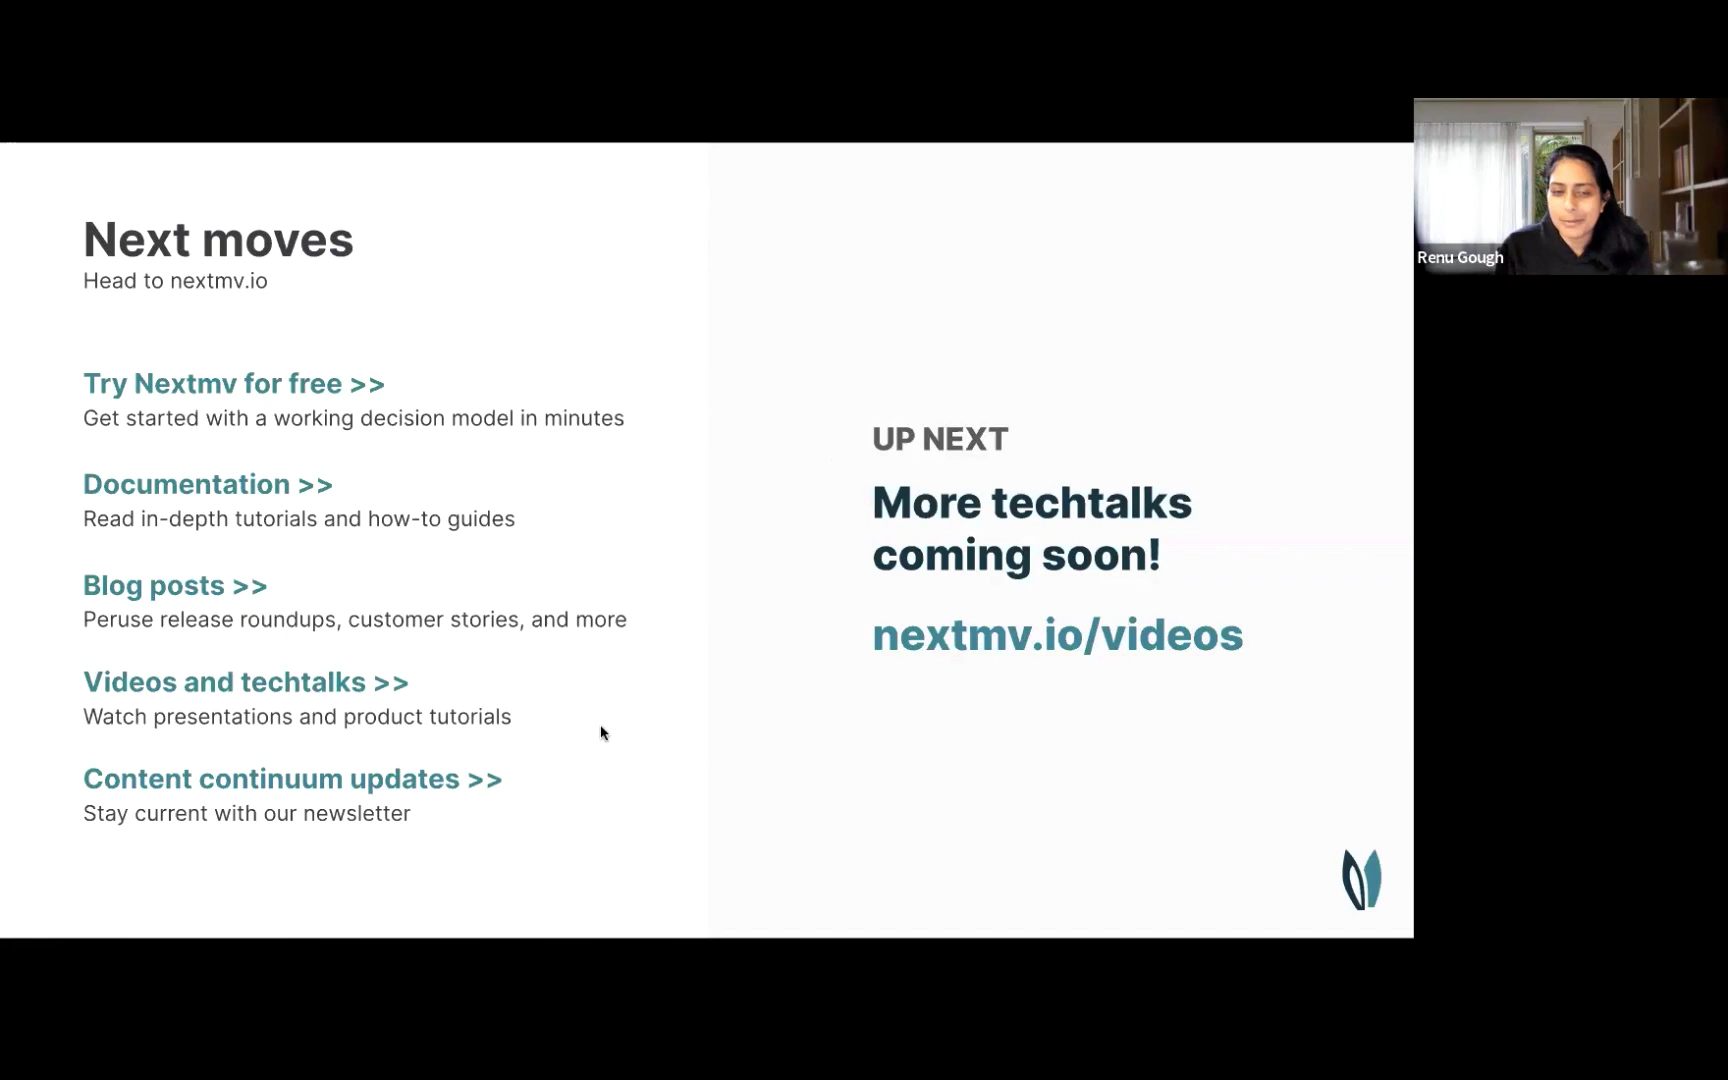 Next moves
Head to nextmv.io
Try Nextmv for free >>
Get started with a working decision model in minutes
Documentation >>
Read in-depth tutorials and how-to guides
Blog posts >>
Peruse release roundups, customer stories, and more
Videos and techtalks >>
Watch presentations and product tutorials
Content continuum updates >>
Stay current with our newsletter
UP NEXT
More techtalks
coming soon!
nextmv.io/videos
Renu Gough